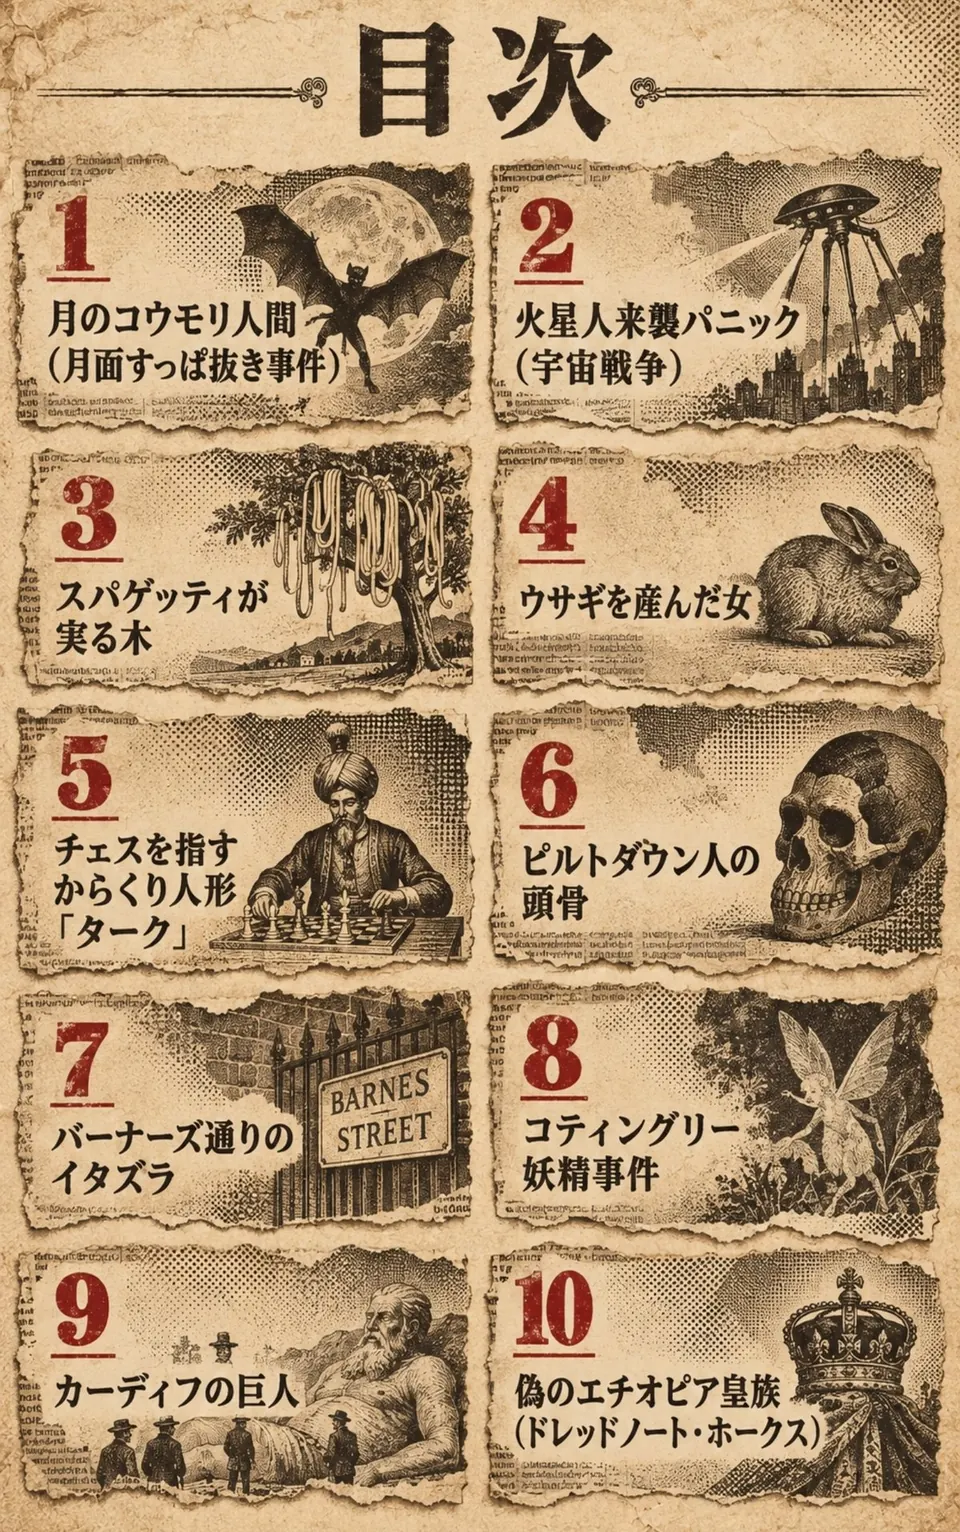 目次
1
月のコウモリ人間
（月面すっぱ抜き事件）
2
火星人来襲パニック
（宇宙戦争）
3
スパゲッティが
実る木
4
ウサギを産んだ女
5
チェスを指す
からくり人形
「ターク」
6
ピルトダウン人の
頭骨
7
バーナーズ通りの
イタズラ
BARNES
STREET
8
コティングリー
妖精事件
9
カーディフの巨人
10
偽のエチオピア皇族
（ドレッドノート・ホークス）